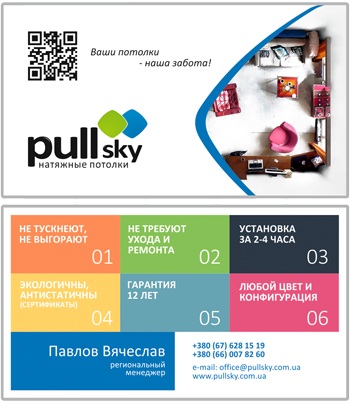 Ваши потолки
- наша забота!
pull sky
натяжные потолки
НЕ ТУСКНЕЮТ,
НЕ ВЫГОРАЮТ
01
НЕ ТРЕБУЮТ
УХОДА И
РЕМОНТА
02
УСТАНОВКА
ЗА 2-4 ЧАСА
03
ЭКОЛОГИЧНЫ,
АНТИСТАТИЧНЫ
(СЕРТИФИКАТЫ)
04
ГАРАНТИЯ
12 ЛЕТ
05
ЛЮБОЙ ЦВЕТ И
КОНФИГУРАЦИЯ
06
Павлов Вячеслав
региональный
менеджер
+380 (67) 628 15 19
+380 (66) 007 82 60
e-mail: office@pullsky.com.ua
www.pullsky.com.ua